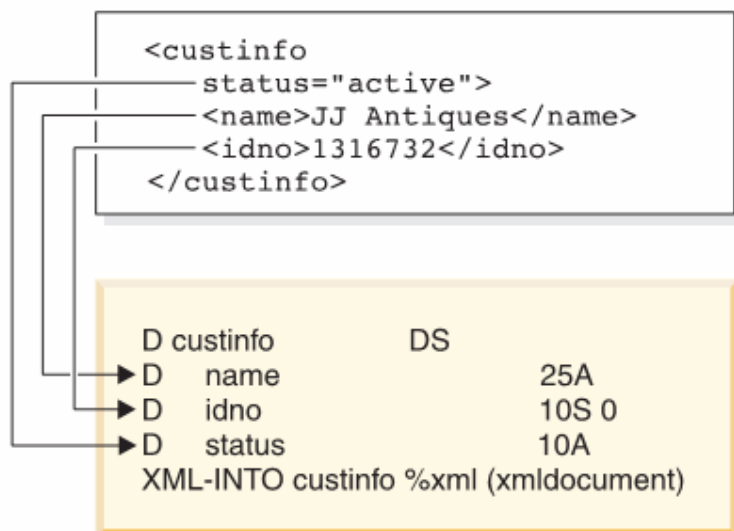 <custinfo
status="active">
<name>JJ Antiques</name>
<idno>1316732</idno>
</custinfo>
D custinfo DS
D name 25A
D idno 10S 0
D status 10A
XML-INTO custinfo %xml (xmldocument)